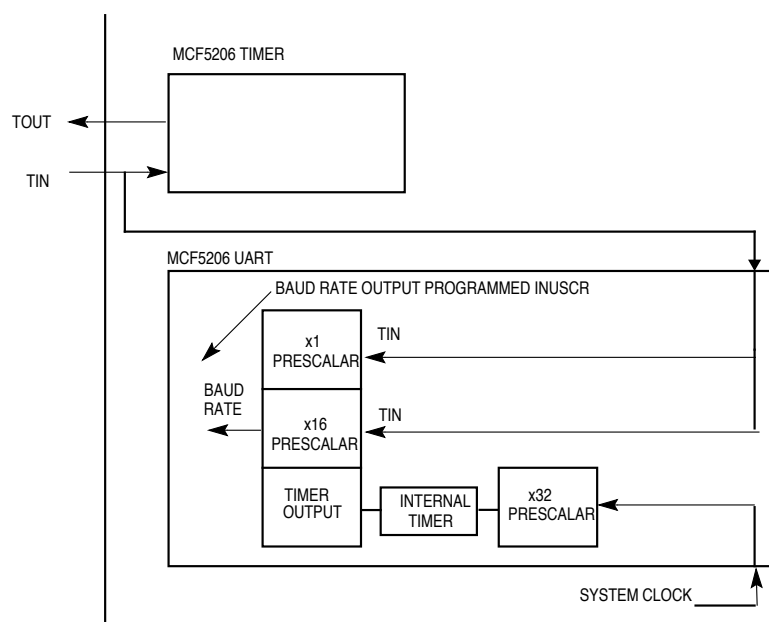 MCF5206 TIMER
TOUT
TIN
MCF5206 UART
BAUD RATE OUTPUT PROGRAMMED INUSCR
x1
PRESCALAR
TIN
BAUD
RATE
x16
PRESCALAR
TIN
TIMER
OUTPUT
INTERNAL
TIMER
x32
PRESCALAR
SYSTEM CLOCK